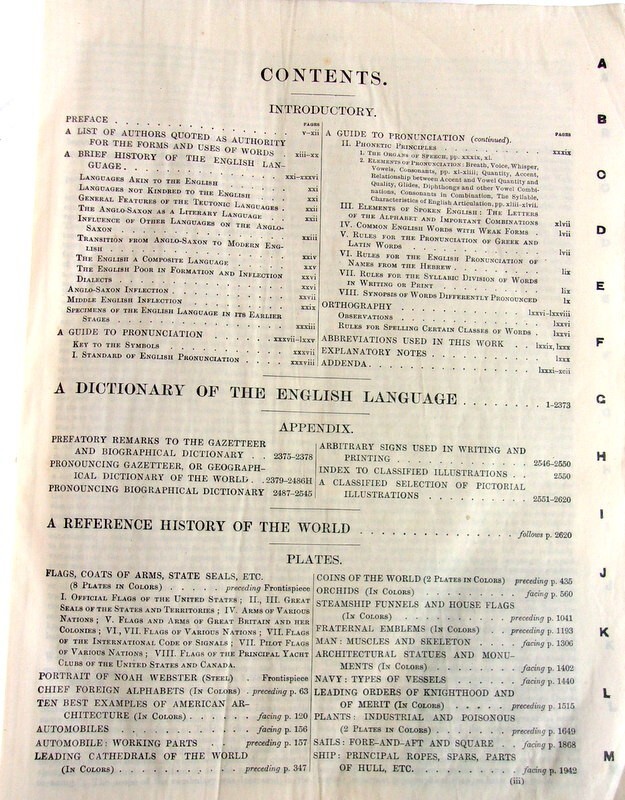 CONTENTS.
INTRODUCTORY.
PAGES
PREFACE . . . . . . . . . . v-xii
A LIST OF AUTHORS QUOTED AS AUTHORITY
FOR THE FORMS AND USES OF WORDS . xiii-xx
A BRIEF HISTORY OF THE ENGLISH LAN-
GUAGE . . . . . . . . . . xxi-xxxvi
Languages Akin to the English . . . xxi
Languages not Kindred to the English . . xxi
General Features of the Teutonic Languages . xxii
The Anglo-Saxon as a Literary Language . . xxii
Influence of Other Languages on the Anglo-
Saxon . . . . . . . . . . xxiii
Transition from Anglo-Saxon to Modern Eng-
lish . . . . . . . . . . xxiv
The English a Composite Language . . . xxv
The English Poor in Formation and Inflection xxvi
Dialects . . . . . . . . . . xxvi
Anglo-Saxon Inflection . . . . . . xxvii
Middle English Inflection . . . . . xxix
Specimens of the English Language in its Earlier
Stages . . . . . . . . . . xxxiii
A GUIDE TO PRONUNCIATION . . . xxxvii-lxxv
Key to the Symbols . . . . . . xxxvii
I. Standard of English Pronunciation . . . xxxviii
A GUIDE TO PRONUNCIATION (continued). PAGES
II. Phonetic Principles . . . . . . xxxix
1. The Organs of Speech, pp. xxxix, xl.
2. Elements of Pronunciation: Breath, Voice, Whisper,
Vowels, Consonants, pp. xl-xliii; Quantity, Accent,
Relationship between Accent and Vowel Quantity and
Quality, Glides, Diphthongs and other Vowel Combi-
nations, Consonants in Combination, The Syllable,
Characteristics of English Articulation, pp. xliii-xlvii.
III. Elements of Spoken English: The Letters
of the Alphabet and Important Combinations xlvii
IV. Common English Words with Weak Forms . lvii
V. Rules for the Pronunciation of Greek and
Latin Words . . . . . . . . lvii
VI. Rules for the English Pronunciation of
Names from the Hebrew . . . . . lix
VII. Rules for the Syllabic Division of Words
in Writing or Print . . . . . . lix
VIII. Synopsis of Words Differently Pronounced lx
ORTHOGRAPHY . . . . . . lxxvi-lxxviii
Observations . . . . . . . . lxxvi
Rules for Spelling Certain Classes of Words . lxxvi
ABBREVIATIONS USED IN THIS WORK . lxxix, lxxx
EXPLANATORY NOTES . . . . . . lxxx
ADDENDA . . . . . . . . lxxxi-xcii
A DICTIONARY OF THE ENGLISH LANGUAGE . . . . . . . . 1-2373
APPENDIX.
PREFATORY REMARKS TO THE GAZETTEER
AND BIOGRAPHICAL DICTIONARY . . 2375-2378
PRONOUNCING GAZETTEER, OR GEOGRAPH-
ICAL DICTIONARY OF THE WORLD . . 2379-2486H
PRONOUNCING BIOGRAPHICAL DICTIONARY 2487-2545
ARBITRARY SIGNS USED IN WRITING AND
PRINTING . . . . . . . . 2546-2550
INDEX TO CLASSIFIED ILLUSTRATIONS . . 2550
A CLASSIFIED SELECTION OF PICTORIAL
ILLUSTRATIONS . . . . . . 2551-2620
A REFERENCE HISTORY OF THE WORLD . . . . . . . . follows p. 2620
PLATES.
FLAGS, COATS OF ARMS, STATE SEALS, ETC.
(8 Plates in Colors) . . . preceding Frontispiece
I. Official Flags of the United States; II, III. Great
Seals of the States and Territories; IV. Arms of Various
Nations; V. Flags and Arms of Great Britain and her
Colonies; VI, VII. Flags of Various Nations; VII. Flags
of the International Code of Signals; VII. Pilot Flags
of Various Nations; VIII. Flags of the Principal Yacht
Clubs of the United States and Canada.
PORTRAIT OF NOAH WEBSTER (Steel) . Frontispiece
CHIEF FOREIGN ALPHABETS (In Colors) . preceding p. 63
TEN BEST EXAMPLES OF AMERICAN AR-
CHITECTURE (In Colors) . . . . . facing p. 120
AUTOMOBILES . . . . . . . facing p. 156
AUTOMOBILE: WORKING PARTS . . preceding p. 157
LEADING CATHEDRALS OF THE WORLD
(In Colors) . . . . . . preceding p. 347
COINS OF THE WORLD (2 Plates in Colors) preceding p. 435
ORCHIDS (In Colors) . . . . . . facing p. 560
STEAMSHIP FUNNELS AND HOUSE FLAGS
(In Colors) . . . . . . preceding p. 1041
FRATERNAL EMBLEMS (In Colors) . . preceding p. 1193
MAN: MUSCLES AND SKELETON . . . facing p. 1306
ARCHITECTURAL STATUES AND MONU-
MENTS (In Colors) . . . . . facing p. 1402
NAVY: TYPES OF VESSELS . . . . facing p. 1440
LEADING ORDERS OF KNIGHTHOOD AND
OF MERIT (In Colors) . . . . preceding p. 1515
PLANTS: INDUSTRIAL AND POISONOUS
(2 Plates in Colors) . . . . preceding p. 1649
SAILS: FORE-AND-AFT AND SQUARE . . facing p. 1868
SHIP: PRINCIPAL ROPES, SPARS, PARTS
OF HULL, ETC. . . . . . . facing p. 1942
(iii)
A
B
C
D
E
F
G
H
I
J
K
L
M